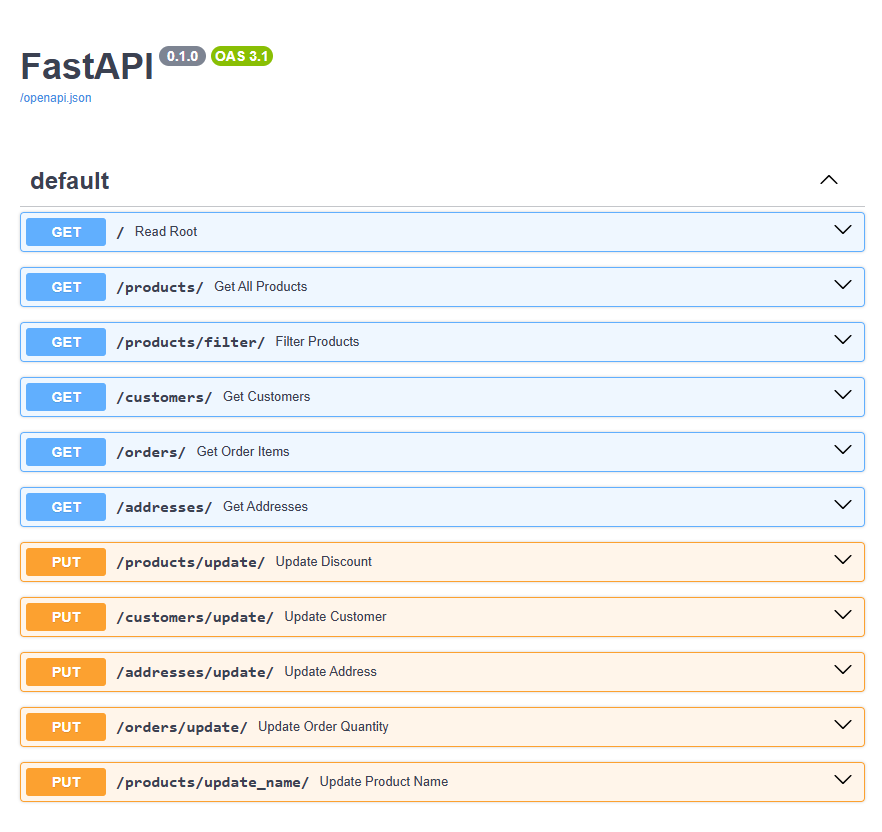 FastAPI 0.1.0 OAS 3.1
/openapi.json
default
GET / Read Root
GET /products/ Get All Products
GET /products/filter/ Filter Products
GET /customers/ Get Customers
GET /orders/ Get Order Items
GET /addresses/ Get Addresses
PUT /products/update/ Update Discount
PUT /customers/update/ Update Customer
PUT /addresses/update/ Update Address
PUT /orders/update/ Update Order Quantity
PUT /products/update_name/ Update Product Name